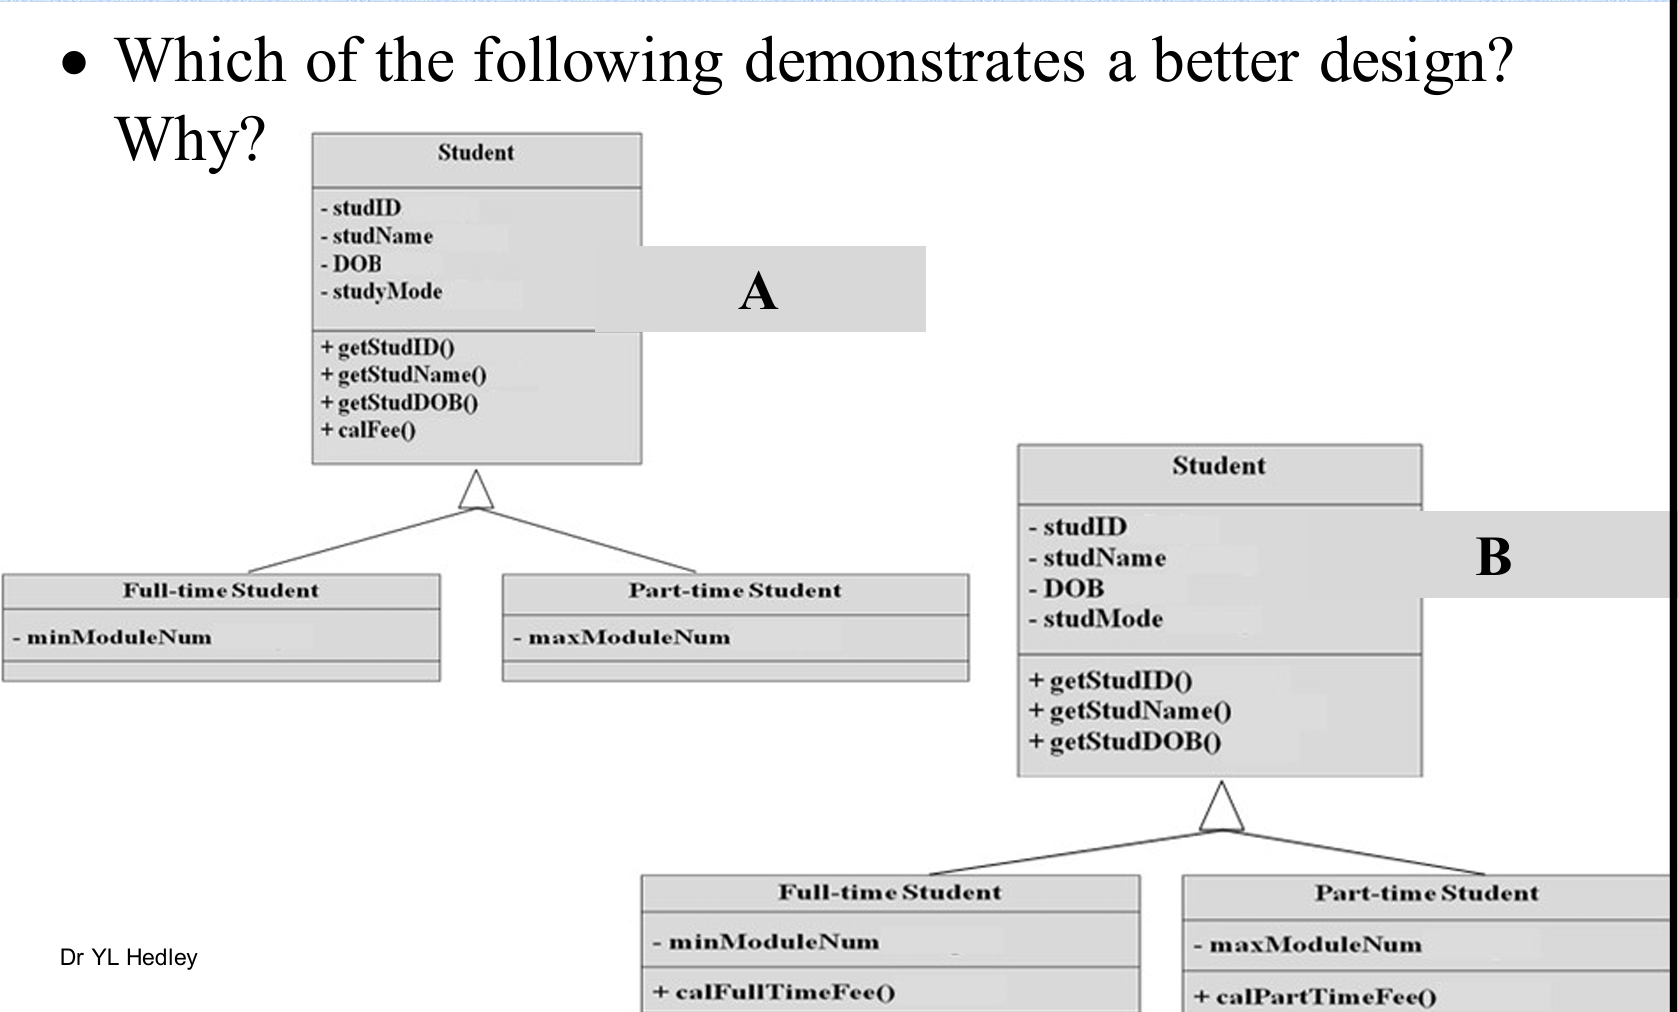 • Which of the following demonstrates a better design?
Why?
Student
- studID
- studName
- DOB
- studyMode
+ getStudID()
+ getStudName()
+ getStudDOB()
+ calFee()
A
Full-time Student
- minModuleNum
Part-time Student
- maxModuleNum
Student
- studID
- studName
- DOB
- studMode
+ getStudID()
+ getStudName()
+ getStudDOB()
B
Full-time Student
- minModuleNum
+ calFullTimeFee()
Part-time Student
- maxModuleNum
+ calPartTimeFee()
Dr YL Hedley